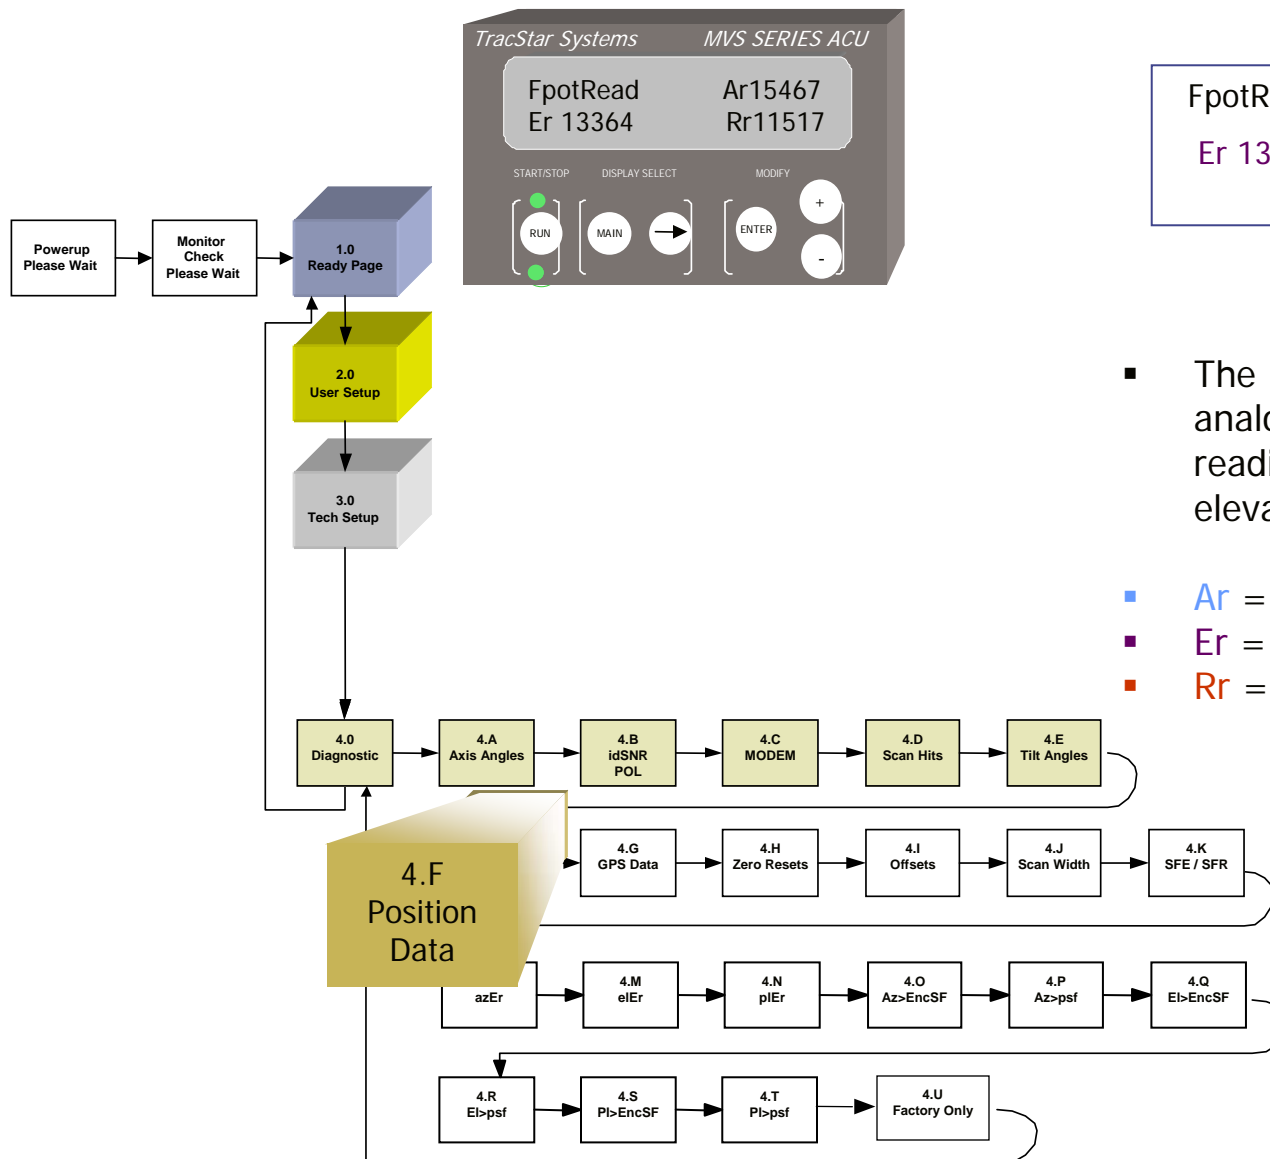 TracStar Systems MVS SERIES ACU
FpotRead Ar15467
Er 13364 Rr11517
START/STOP DISPLAY SELECT MODIFY
RUN MAIN ENTER + -
FpotR
Er 13
Powerup
Please Wait
Monitor
Check
Please Wait
1.0
Ready Page
2.0
User Setup
3.0
Tech Setup
The
analo
readi
eleva
Ar =
Er =
Rr =
4.0
Diagnostic
4.A
Axis Angles
4.B
idSNR
POL
4.C
MODEM
4.D
Scan Hits
4.E
Tilt Angles
4.F
Position
Data
4.G
GPS Data
4.H
Zero Resets
4.I
Offsets
4.J
Scan Width
4.K
SFE / SFR
azEr
4.M
elEr
4.N
plEr
4.O
Az>EncSF
4.P
Az>psf
4.Q
El>EncSF
4.R
El>psf
4.S
Pl>EncSF
4.T
Pl>psf
4.U
Factory Only